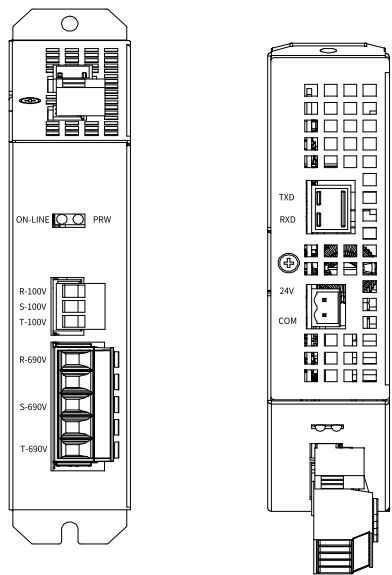 ON-LINE PRW
R-100V
S-100V
T-100V
R-690V
S-690V
T-690V
TXD
RXD
24V
COM